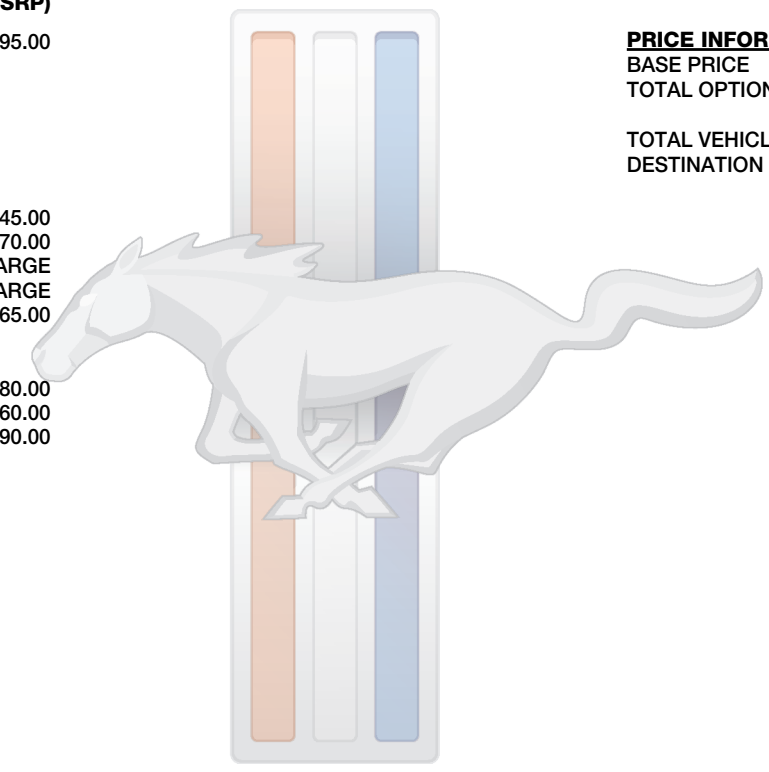 SRP)
95.00
45.00
70.00
ARGE
ARGE
65.00
80.00
60.00
90.00
PRICE INFOR
BASE PRICE
TOTAL OPTION
TOTAL VEHICL
DESTINATION